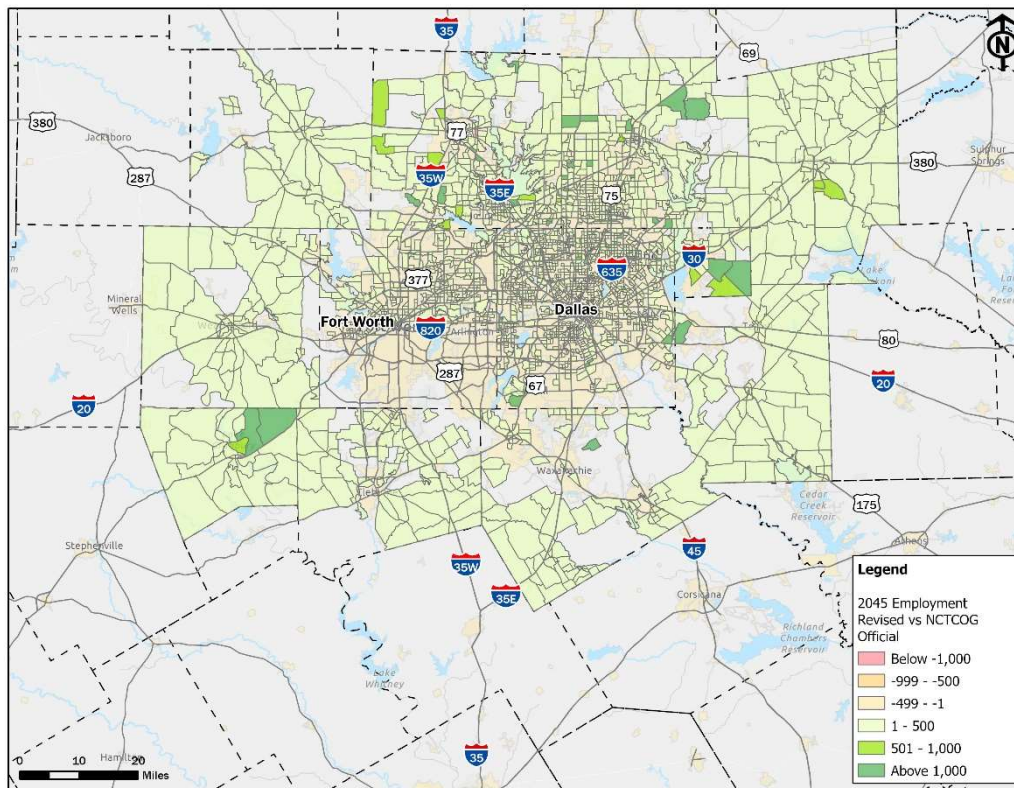 35
69
N
380
Jacksboro
77
Sulphur
Springs
380
287
35W
35E
75
30
635
377
Mineral
Wells
Dallas
Fort Worth
820
Arlington
80
287
67
20
20
Waxahachie
Cedar
Creek
Reservoir
175
Stephenville
Athens
45
35W
35E
Corsicana
Richland
Chambers
Reservoir
Lake
Whitney
35
0 10 20
Miles
Legend
2045 Employment
Revised vs NCTCOG
Official
Below -1,000
-999 - -500
-499 - -1
1 - 500
501 - 1,000
Above 1,000